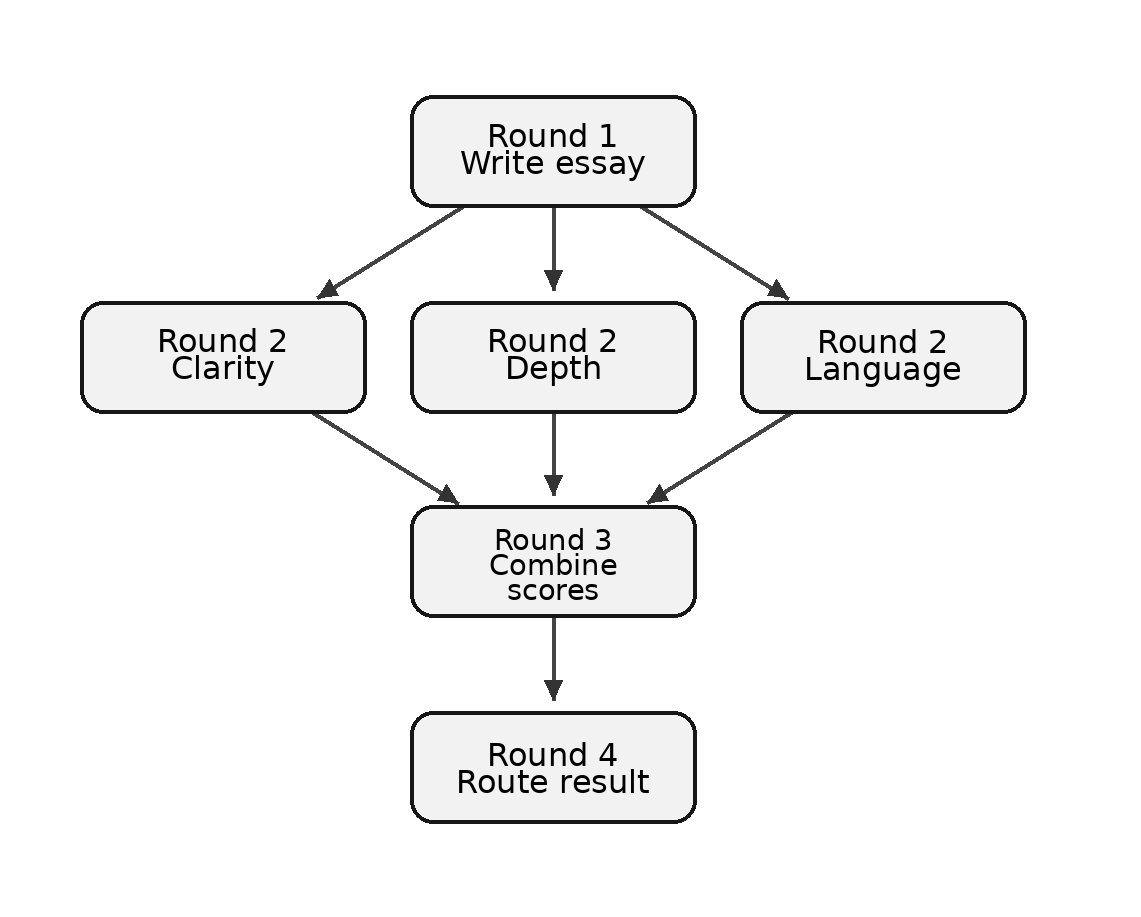 Round 1
Write essay
Round 2
Clarity
Round 2
Depth
Round 2
Language
Round 3
Combine
scores
Round 4
Route result